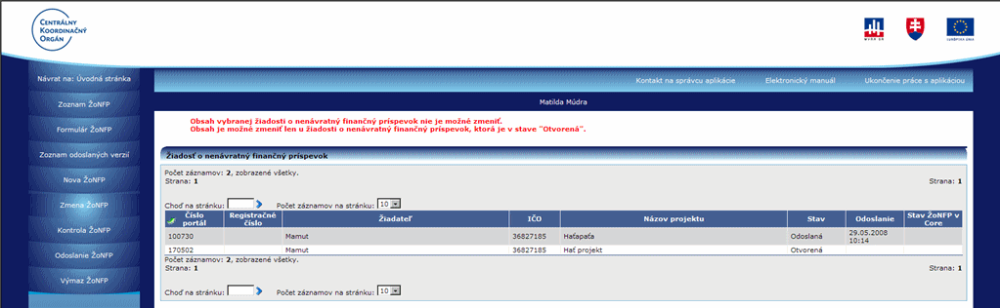 CENTRÁLNY
KOORDINAČNÝ
ORGÁN
Návrat na: Úvodná stránka
Zoznam ŽoNFP
Formulár ŽoNFP
Zoznam odoslaných verzií
Nova ŽoNFP
Zmena ŽoNFP
Kontrola ŽoNFP
Odoslanie ŽoNFP
Výmaz ŽoNFP
Kontakt na správcu aplikácie Elektronický manuál Ukončenie práce s aplikáciou
Matilda Múdra
Obsah vybranej žiadosti o nenávratný finančný príspevok nie je možné zmeniť.
Obsah je možné zmeniť len u žiadosti o nenávratný finančný príspevok, ktorá je v stave "Otvorená".
Žiadosť o nenávratný finančný príspevok
Počet záznamov: 2, zobrazené všetky.
Strana: 1 Strana: 1
Choď na stránku: Počet záznamov na stránku: 10
Číslo portál Registračné číslo Žiadateľ IČO Názov projektu Stav Odoslanie Stav ŽoNFP v Core
100730 Mamut 36827185 Haťapaťa Odoslaná 29.05.2008 10:14
170502 Mamut 36827185 Hať projekt Otvorená
Počet záznamov: 2, zobrazené všetky.
Strana: 1 Strana: 1
Choď na stránku: Počet záznamov na stránku: 10